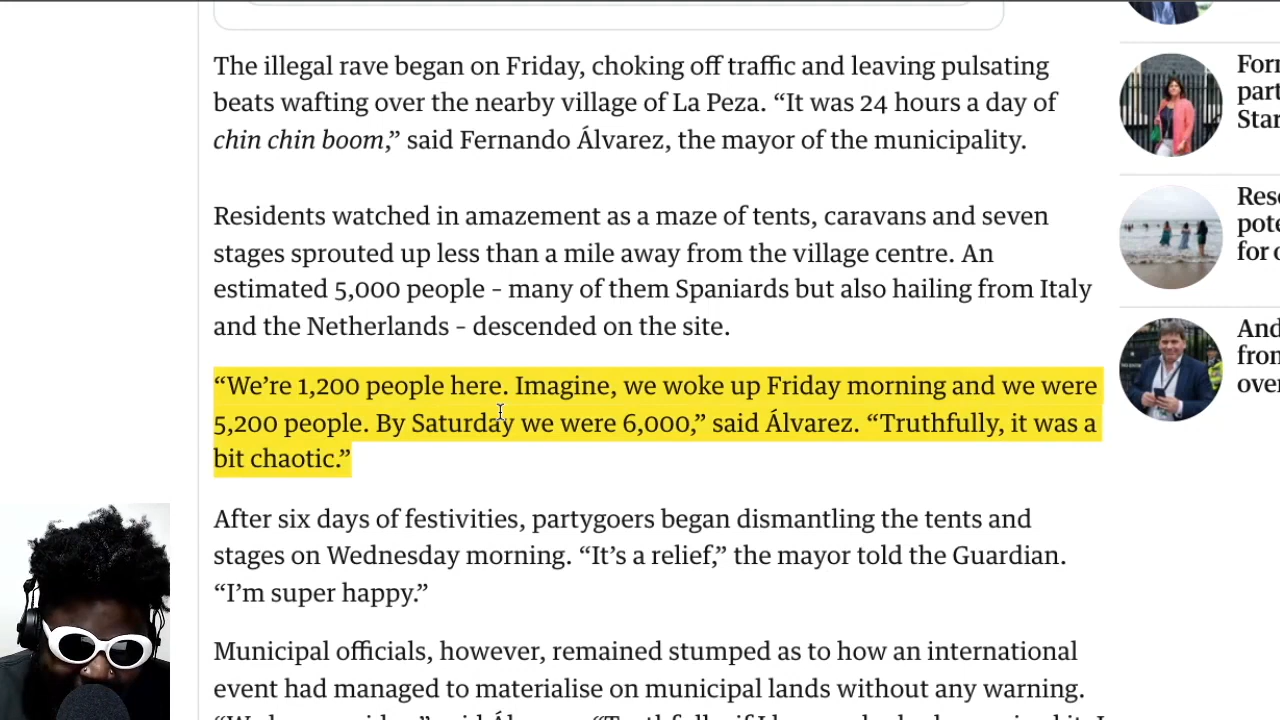 The illegal rave began on Friday, choking off traffic and leaving pulsating
beats wafting over the nearby village of La Peza. “It was 24 hours a day of
chin chin boom,” said Fernando Álvarez, the mayor of the municipality.
Residents watched in amazement as a maze of tents, caravans and seven
stages sprouted up less than a mile away from the village centre. An
estimated 5,000 people – many of them Spaniards but also hailing from Italy
and the Netherlands – descended on the site.
“We’re 1,200 people here. Imagine, we woke up Friday morning and we were
5,200 people. By Saturday we were 6,000,” said Álvarez. “Truthfully, it was a
bit chaotic.”
After six days of festivities, partygoers began dismantling the tents and
stages on Wednesday morning. “It’s a relief,” the mayor told the Guardian.
“I’m super happy.”
Municipal officials, however, remained stumped as to how an international
event had managed to materialise on municipal lands without any warning.
part
Star
for
And
over